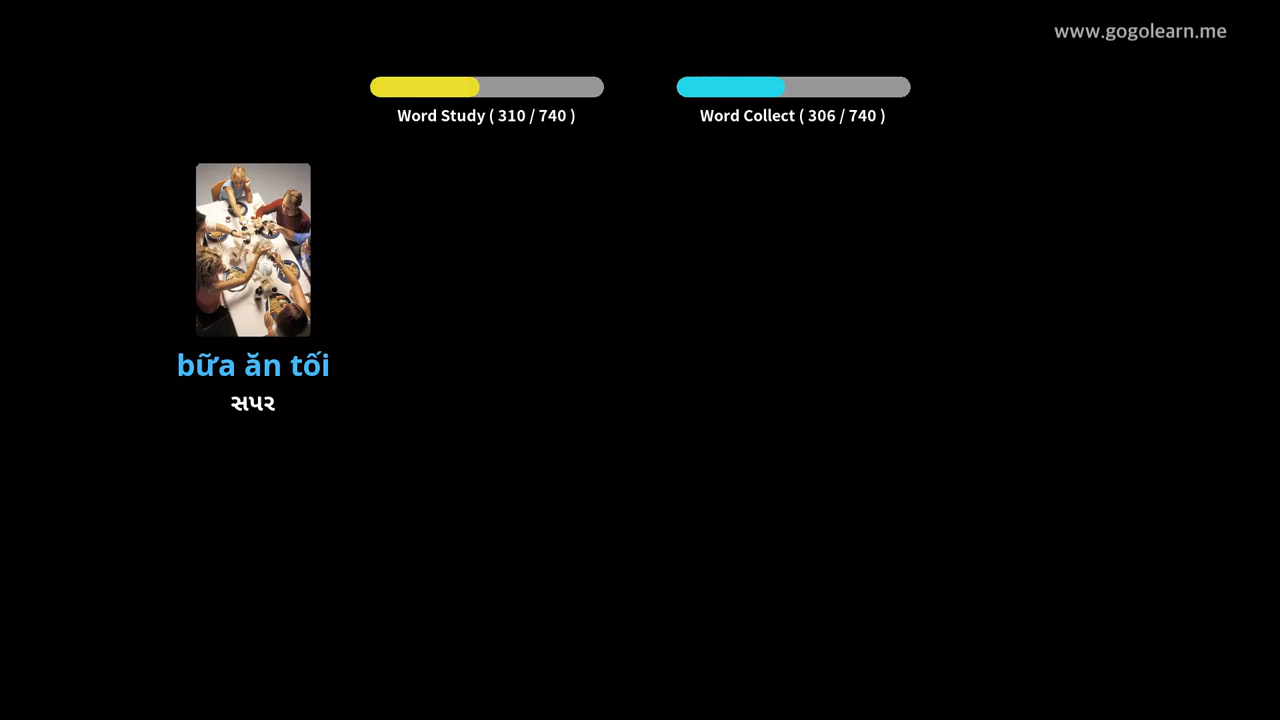 www.gogolearn.me
Word Study ( 310 / 740 )
Word Collect ( 306 / 740 )
bữa ăn tối
સપર